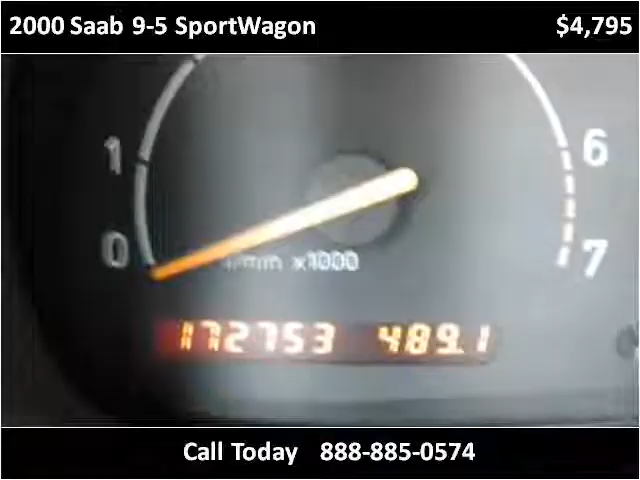 2000 Saab 9-5 SportWagon $4,795
1 6
0 7
x1000
172753 489.1
Call Today 888-885-0574